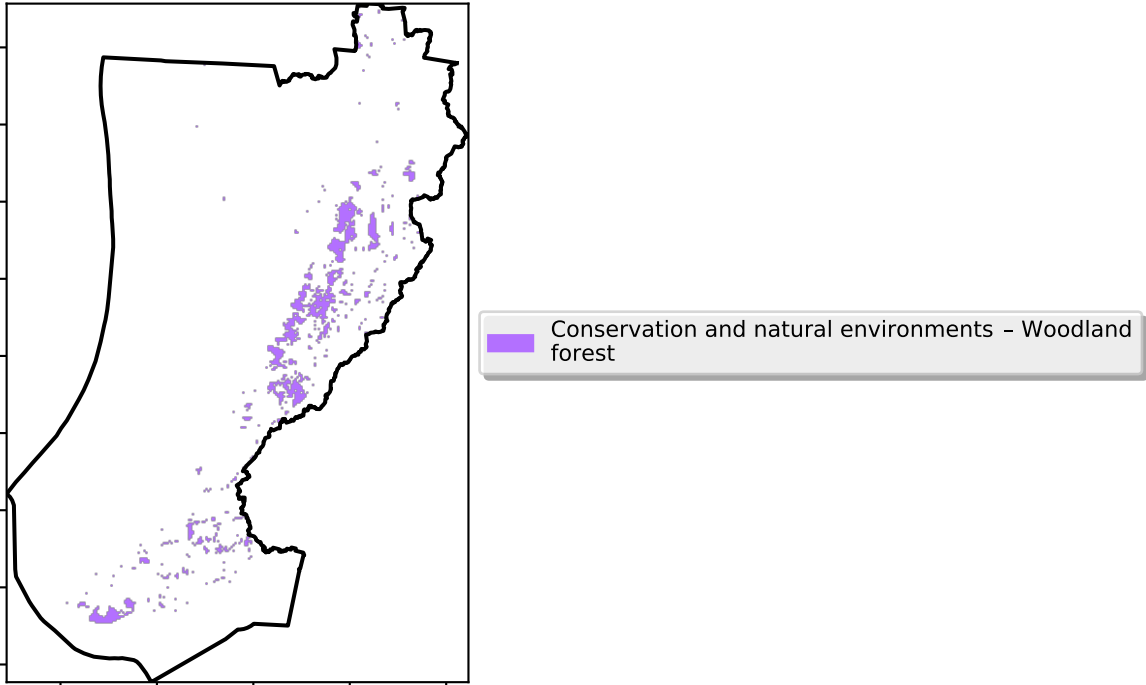 Conservation and natural environments – Woodland
forest